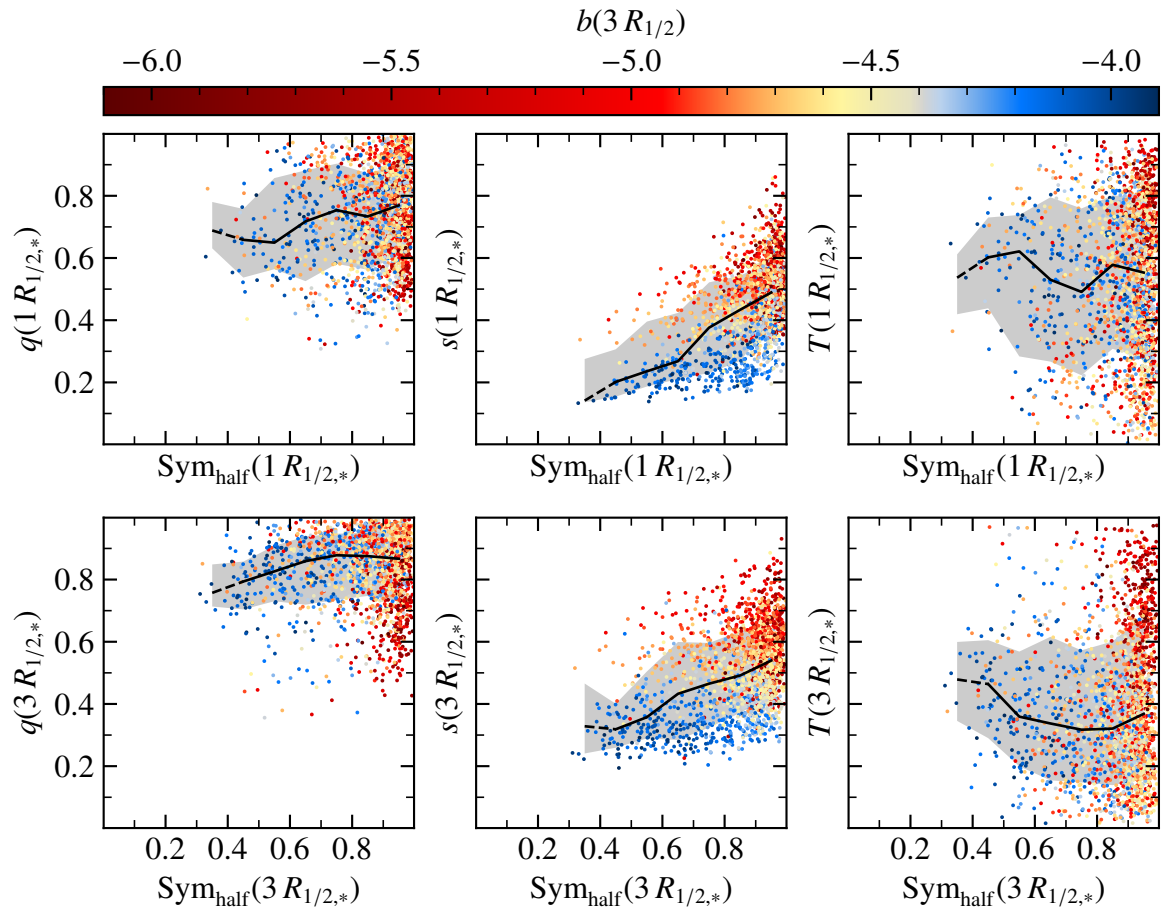 b(3 R1/2)
−6.0 −5.5 −5.0 −4.5 −4.0
q(1 R1/2,*)
0.8
0.6
0.4
0.2
Symhalf(1 R1/2,*)
s(1 R1/2,*)
0.8
0.6
0.4
0.2
Symhalf(1 R1/2,*)
T(1 R1/2,*)
0.8
0.6
0.4
0.2
Symhalf(1 R1/2,*)
q(3 R1/2,*)
0.8
0.6
0.4
0.2
0.2 0.4 0.6 0.8
Symhalf(3 R1/2,*)
s(3 R1/2,*)
0.8
0.6
0.4
0.2
0.2 0.4 0.6 0.8
Symhalf(3 R1/2,*)
T(3 R1/2,*)
0.8
0.6
0.4
0.2
0.2 0.4 0.6 0.8
Symhalf(3 R1/2,*)